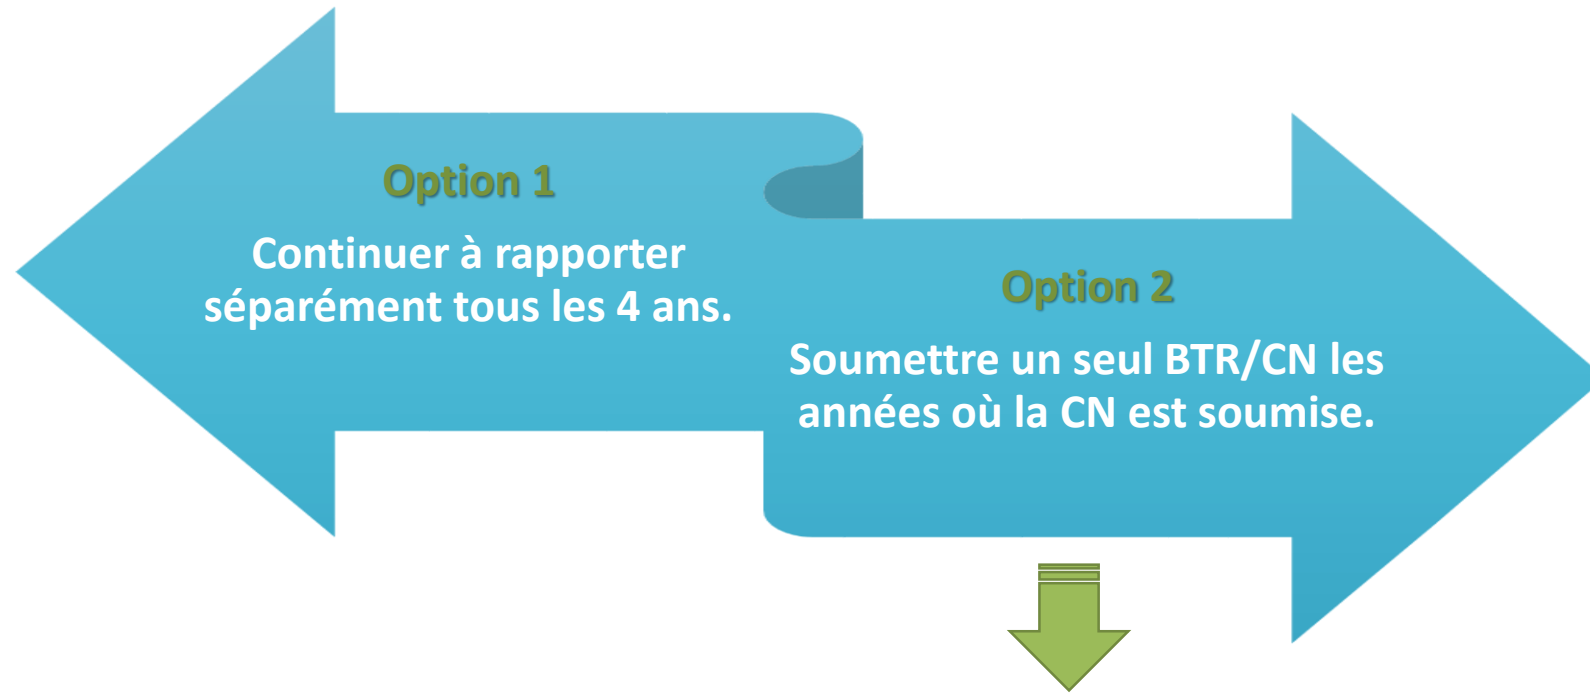 Option 1
Continuer à rapporter
séparément tous les 4 ans.
Option 2
Soumettre un seul BTR/CN les
années où la CN est soumise.